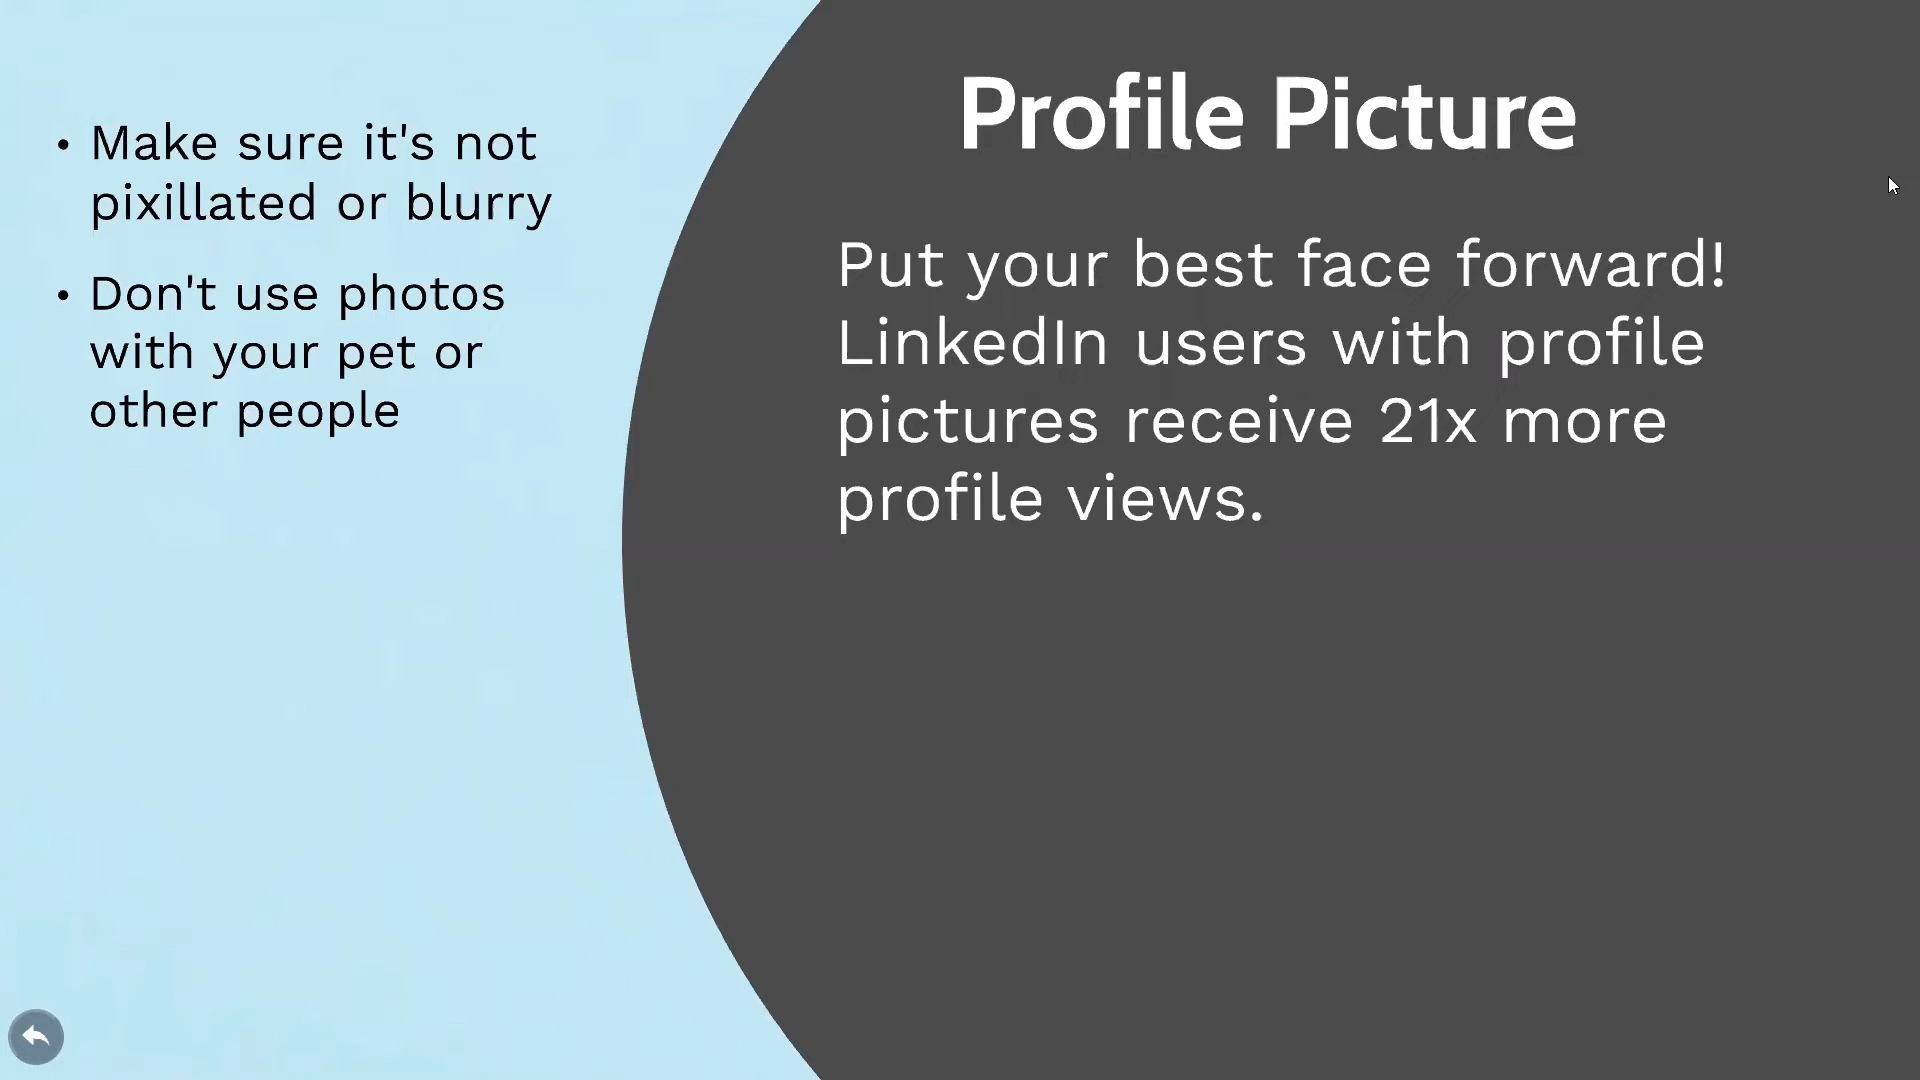 • Make sure it's not
pixillated or blurry
• Don't use photos
with your pet or
other people
Profile Picture
Put your best face forward!
LinkedIn users with profile
pictures receive 21x more
profile views.